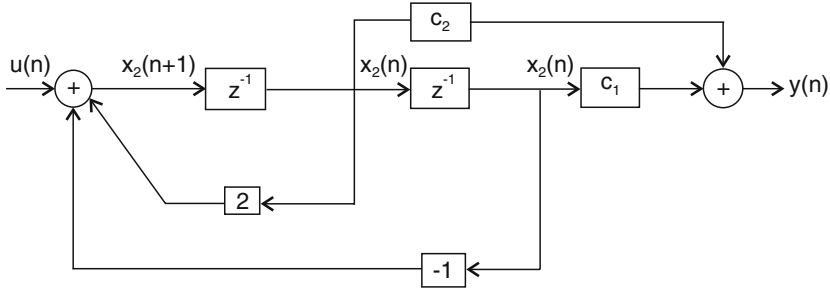 c₂
u(n)
x₂(n+1)
x₂(n)
x₂(n)
+
z⁻¹
z⁻¹
c₁
+
y(n)
2
-1